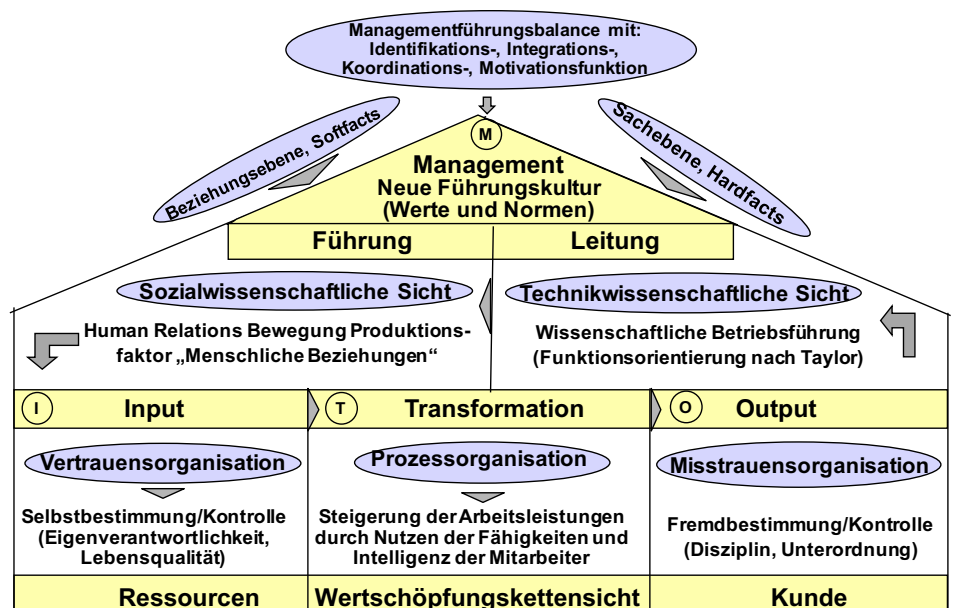 Managementführungsbalance mit:
Identifikations-, Integrations-,
Koordinations-, Motivationsfunktion
Beziehungsebene, Softfacts
Sachebene, Hardfacts
M
Management
Neue Führungskultur
(Werte und Normen)
Führung
Leitung
Sozialwissenschaftliche Sicht
Technikwissenschaftliche Sicht
Human Relations Bewegung Produktions-
faktor „Menschliche Beziehungen“
Wissenschaftliche Betriebsführung
(Funktionsorientierung nach Taylor)
I
Input
T
Transformation
O
Output
Vertrauensorganisation
Prozessorganisation
Misstrauensorganisation
Selbstbestimmung/Kontrolle
(Eigenverantwortlichkeit,
Lebensqualität)
Steigerung der Arbeitsleistungen
durch Nutzen der Fähigkeiten und
Intelligenz der Mitarbeiter
Fremdbestimmung/Kontrolle
(Disziplin, Unterordnung)
Ressourcen
Wertschöpfungskettensicht
Kunde